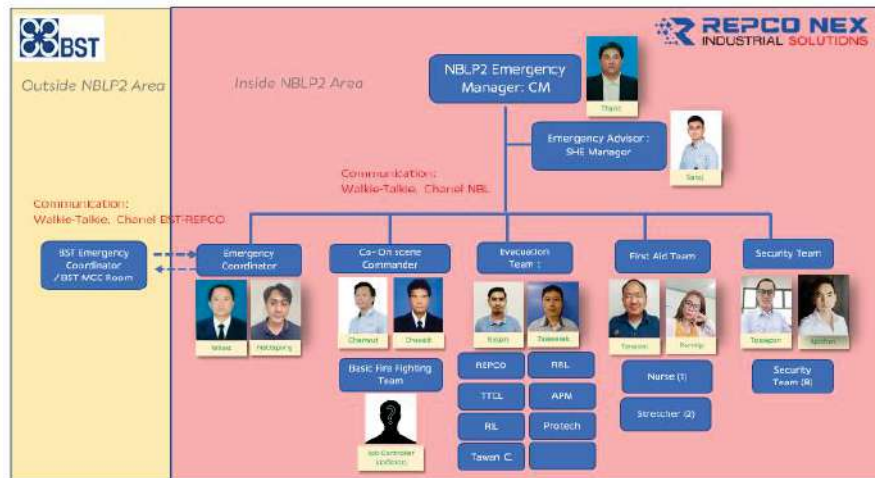 BST
REPCO NEX
INDUSTRIAL SOLUTIONS
Outside NBLP2 Area
Inside NBLP2 Area
NBLP2 Emergency
Manager: CM
Emergency Advisor :
SHE Manager
Communication:
Walkie-Talkie, Chanel NBL
Communication:
Walkie-Talkie, Chanel BST-REPCO
BST Emergency
Coordinator
/ BST MCC Room
Emergency
Coordinator
Co- On scene
Commander
Evacuation
Team :
First Aid Team
Security Team
Basic Fire Fighting
Team
REPCO
RBL
TTCL
APM
RIL
Protech
Tawan C.
Nurse (1)
Stretcher (2)
Security
Team (8)
Job Controller